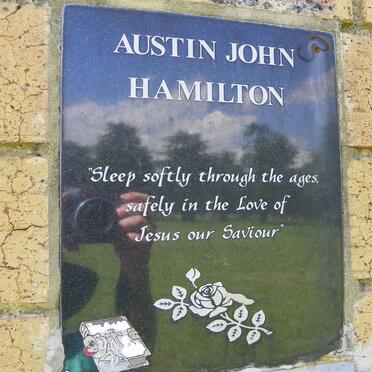 AUSTIN JOHN
HAMILTON
"Sleep softly through the ages,
safely in the Love of
Jesus our Saviour"